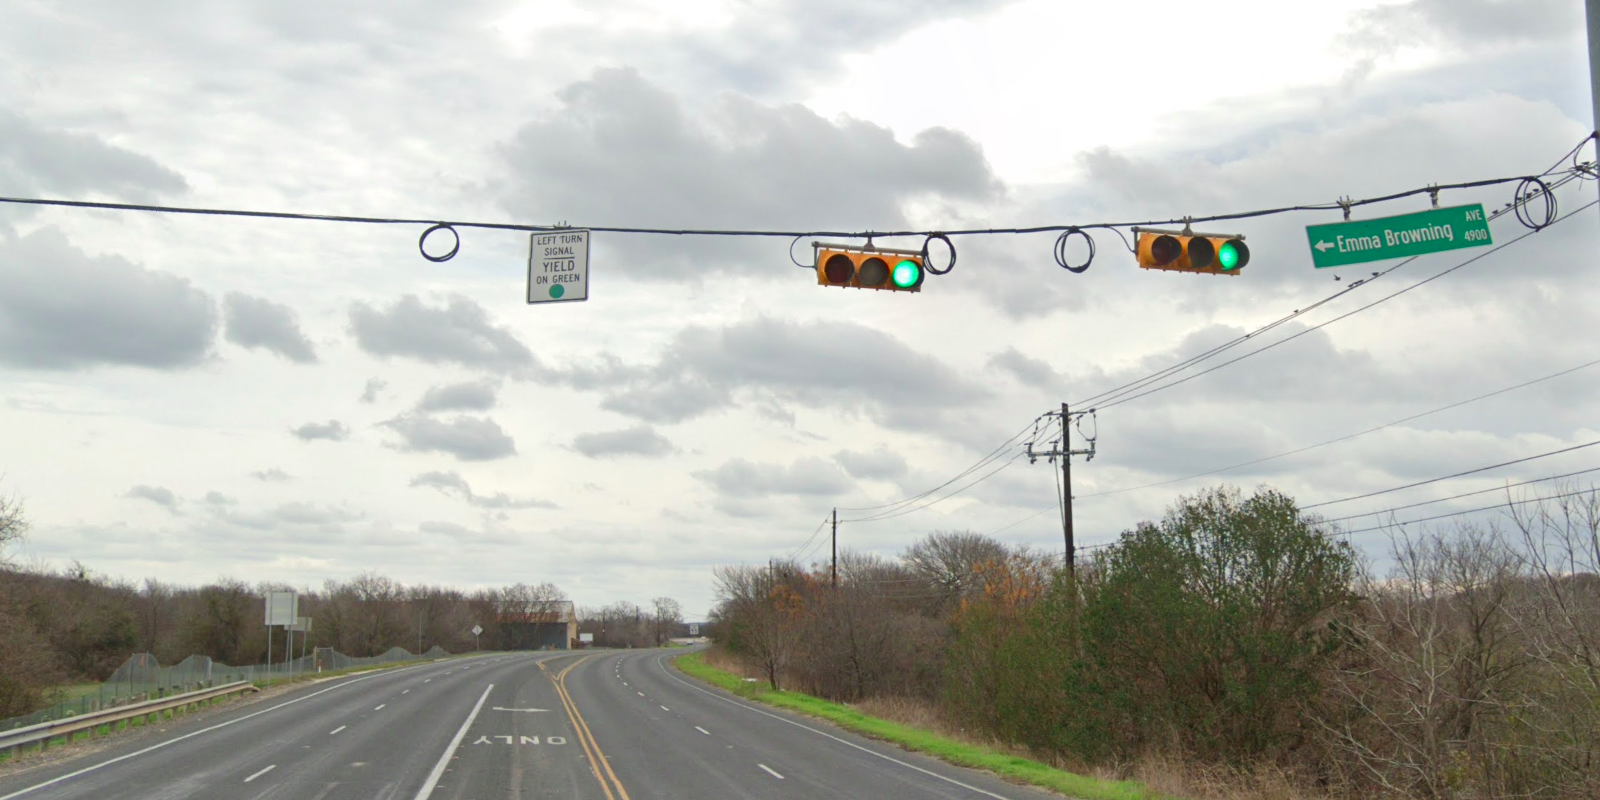 LEFT TURN
SIGNAL
YIELD
ON GREEN
← Emma Browning AVE
4900
ONLY